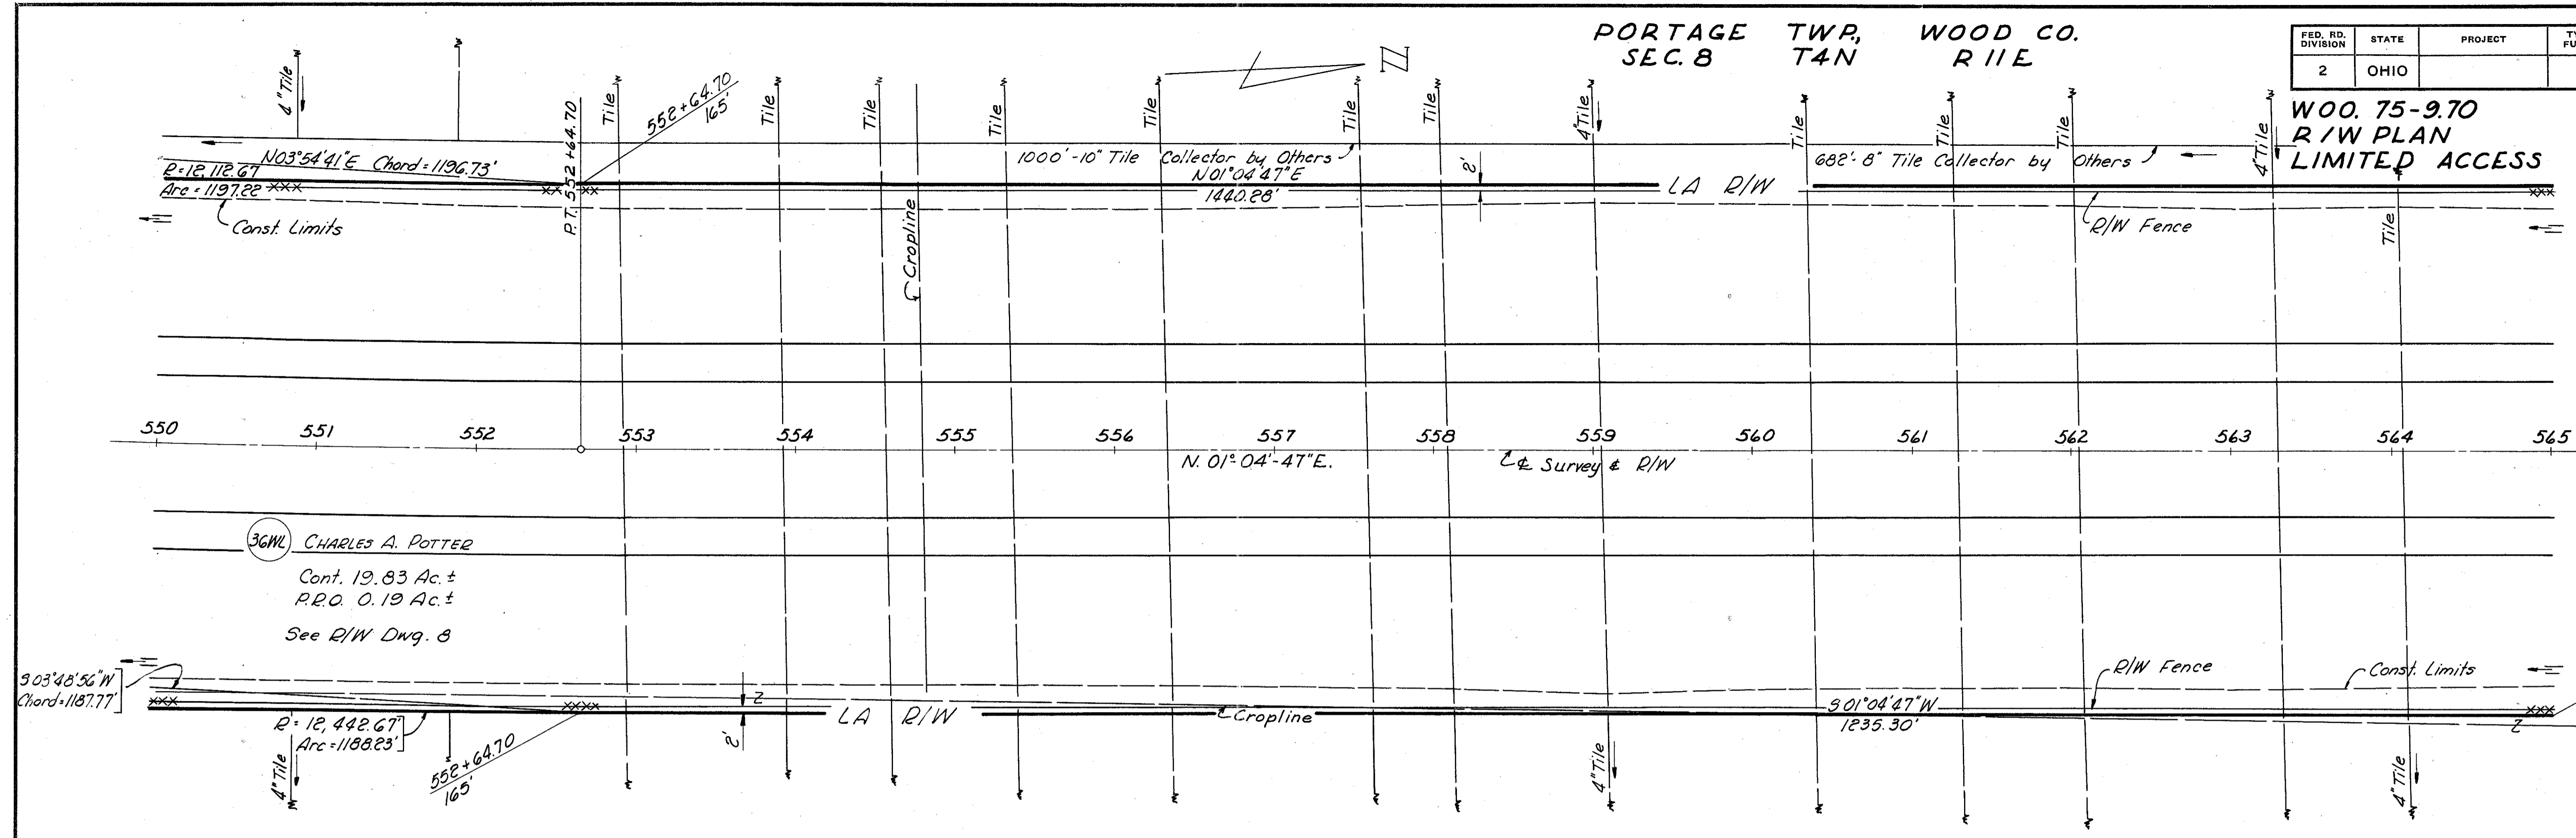 PORTAGE TWP., WOOD CO.
SEC. 8 T4N R 11 E
FED. RD. DIVISION STATE PROJECT
2 OHIO
WOO. 75-9.70
R/W PLAN
LIMITED ACCESS
N
4" Tile
P.T. 552+64.70
Tile
552+64.70
165'
Tile
Tile
Tile
Tile
Tile
Tile
4" Tile
Tile
Tile
Tile
4" Tile
Tile
N03°54'41"E Chord=1196.73'
R=12,112.67
Arc=1197.22
Const. Limits
Cropline
1000'-10" Tile Collector by Others
N01°04'47"E
1440.28'
2'
LA R/W
682'-8" Tile Collector by Others
R/W Fence
550 551 552 553 554 555 556 557 558 559 560 561 562 563 564 565
N. 01°-04'-47"E.
℄ Survey & R/W
36WL CHARLES A. POTTER
Cont. 19.83 Ac.±
P.R.O. 0.19 Ac.±
See R/W Dwg. 8
S03°48'56"W
Chord=1187.77'
R=12,442.67'
Arc=1188.23'
4" Tile
552+64.70
165'
2'
LA R/W
Cropline
4" Tile
S01°04'47"W
1235.30'
R/W Fence
Const. Limits
4" Tile